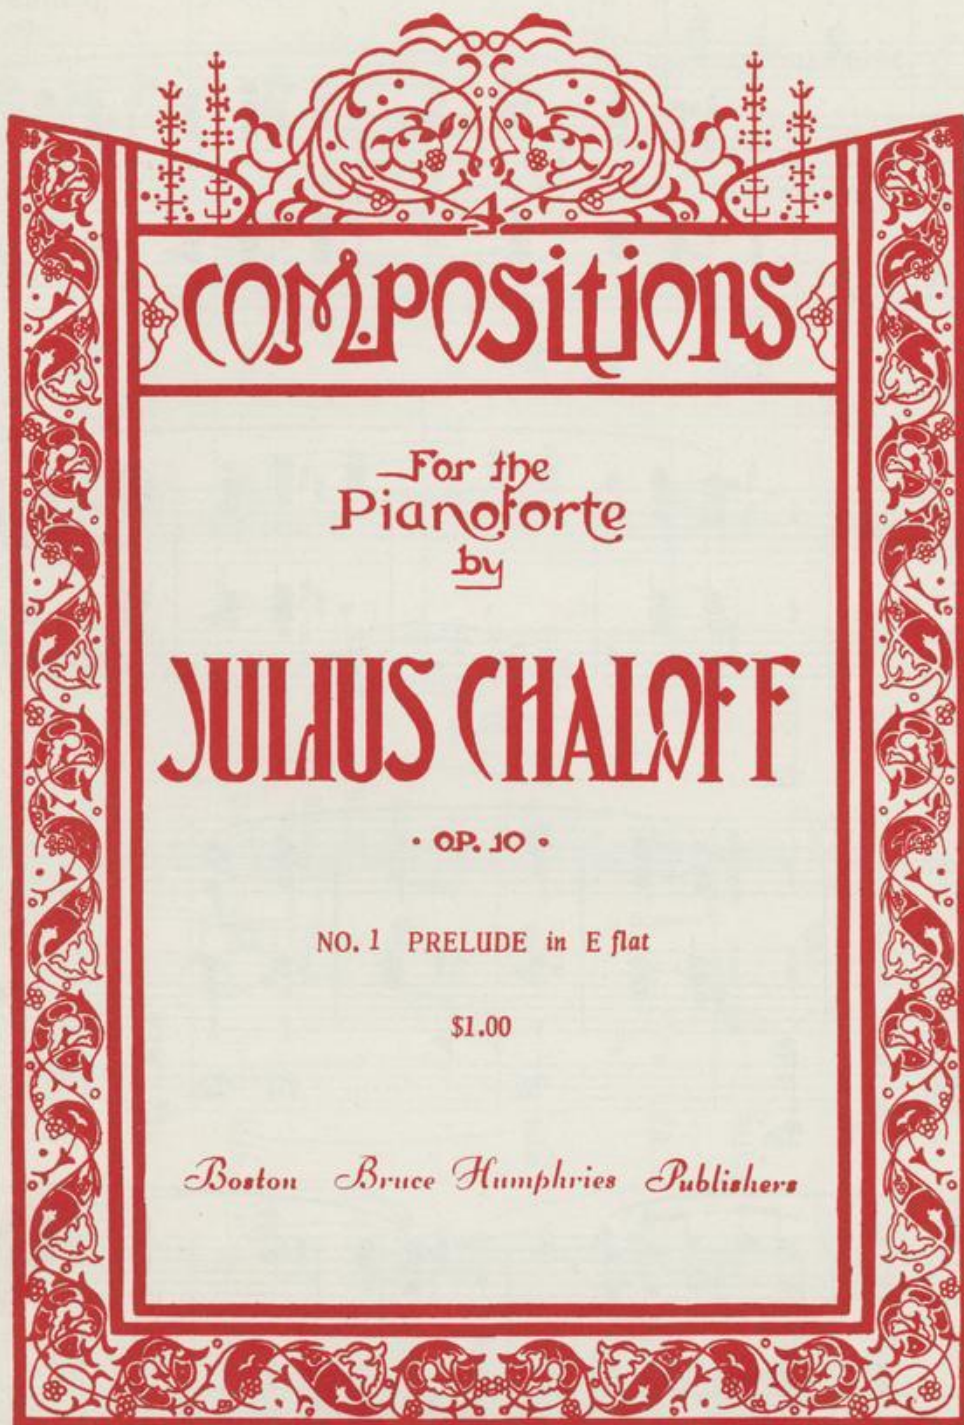 COMPOSITIONS
For the
Pianoforte
by
JULIUS CHALOFF
• OP. 10 •
NO. 1 PRELUDE in E flat
$1.00
Boston Bruce Humphries Publishers